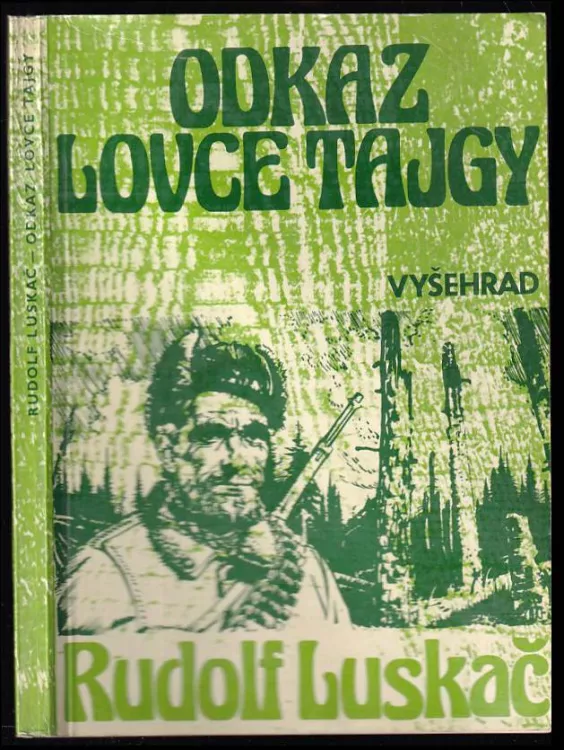 ODKAZ
LOVCE TAJGY
VYŠEHRAD
Rudolf Luskač
RUDOLF LUSKAČ – ODKAZ LOVCE TAJGY